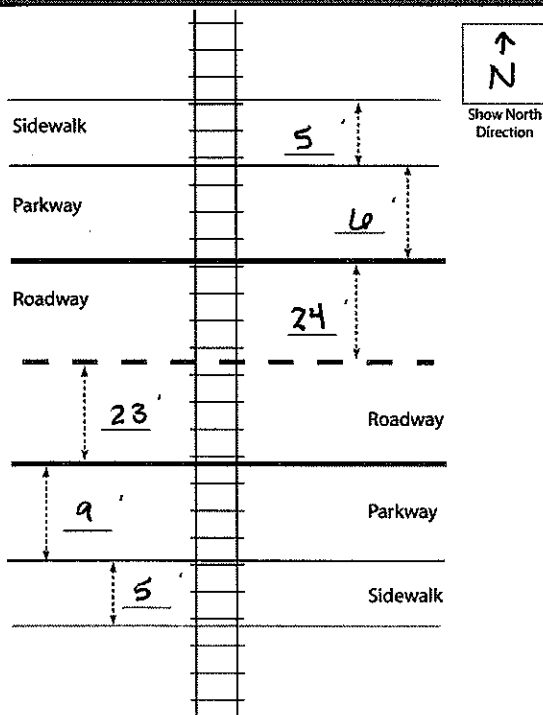 ↑
N
Show North
Direction
Sidewalk
5 '
Parkway
6 '
Roadway
24 '
23 '
Roadway
9 '
Parkway
5 '
Sidewalk